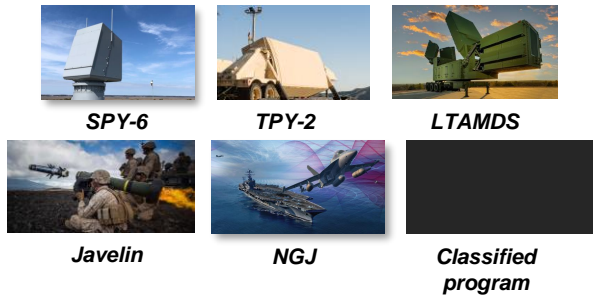 SPY-6
TPY-2
LTAMDS
Javelin
NGJ
Classified
program